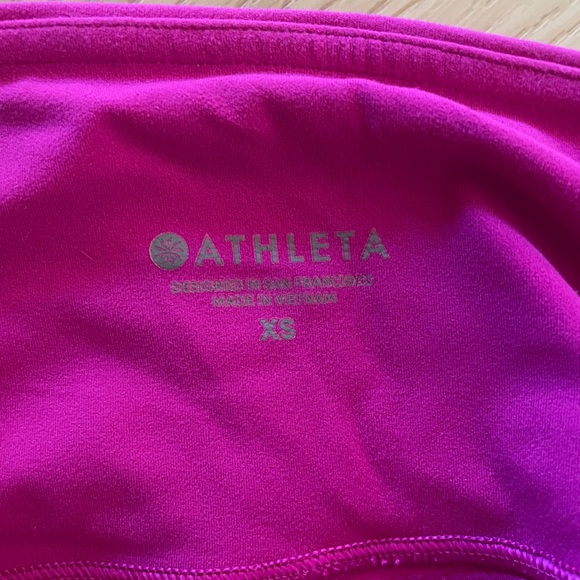 ATHLETA
DESIGNED IN SAN FRANCISCO
MADE IN VIETNAM
XS